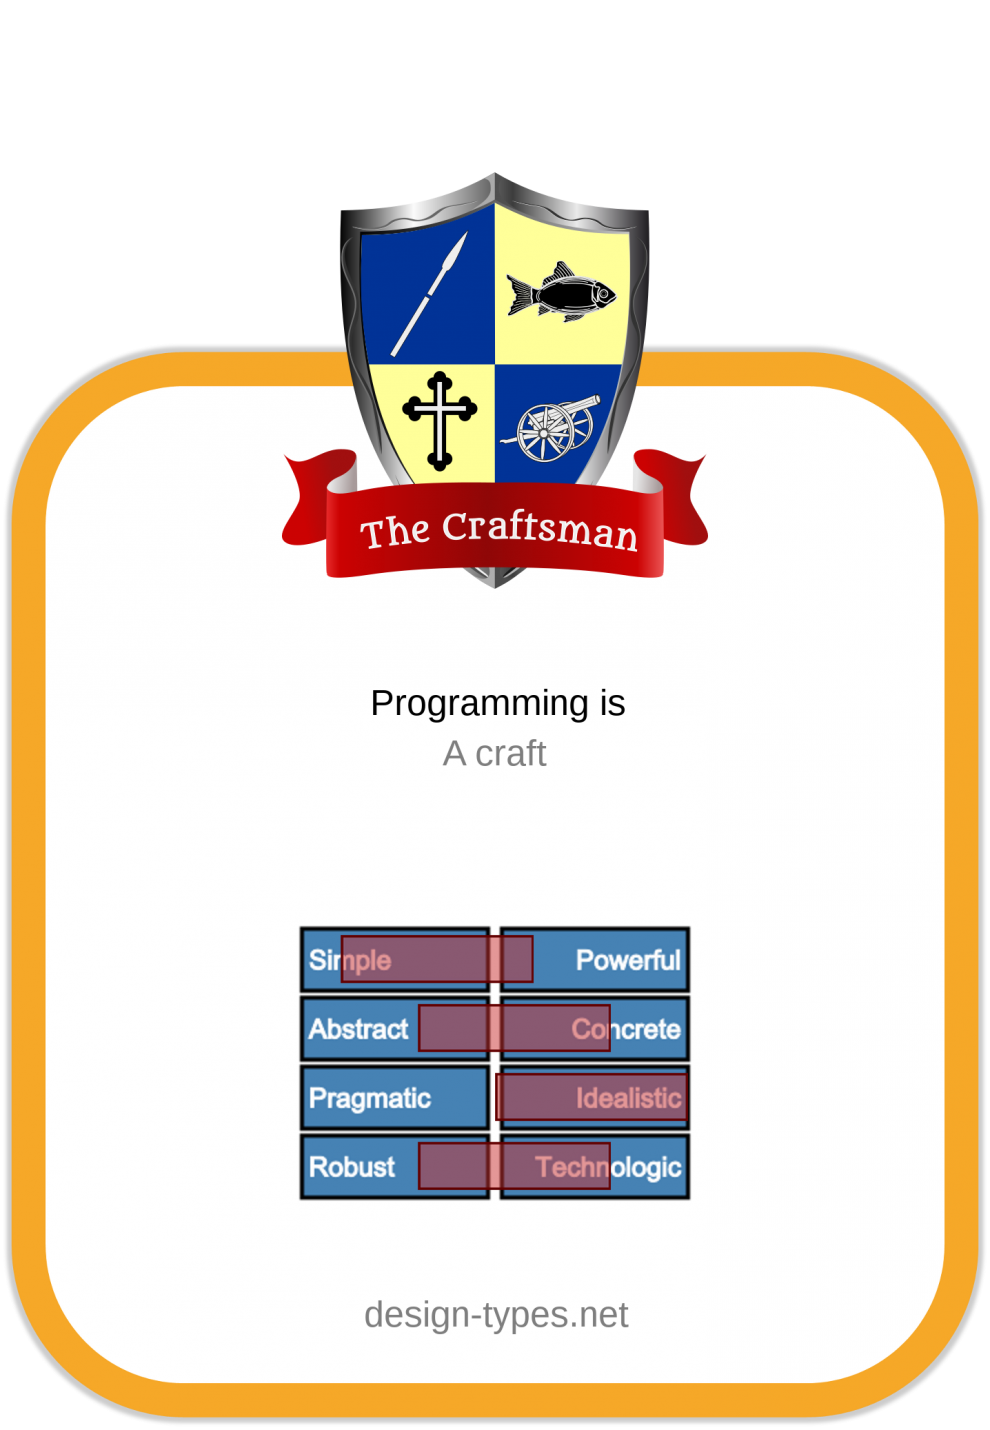 The Craftsman
Programming is
A craft
Simple Powerful
Abstract Concrete
Pragmatic Idealistic
Robust Technologic
design-types.net